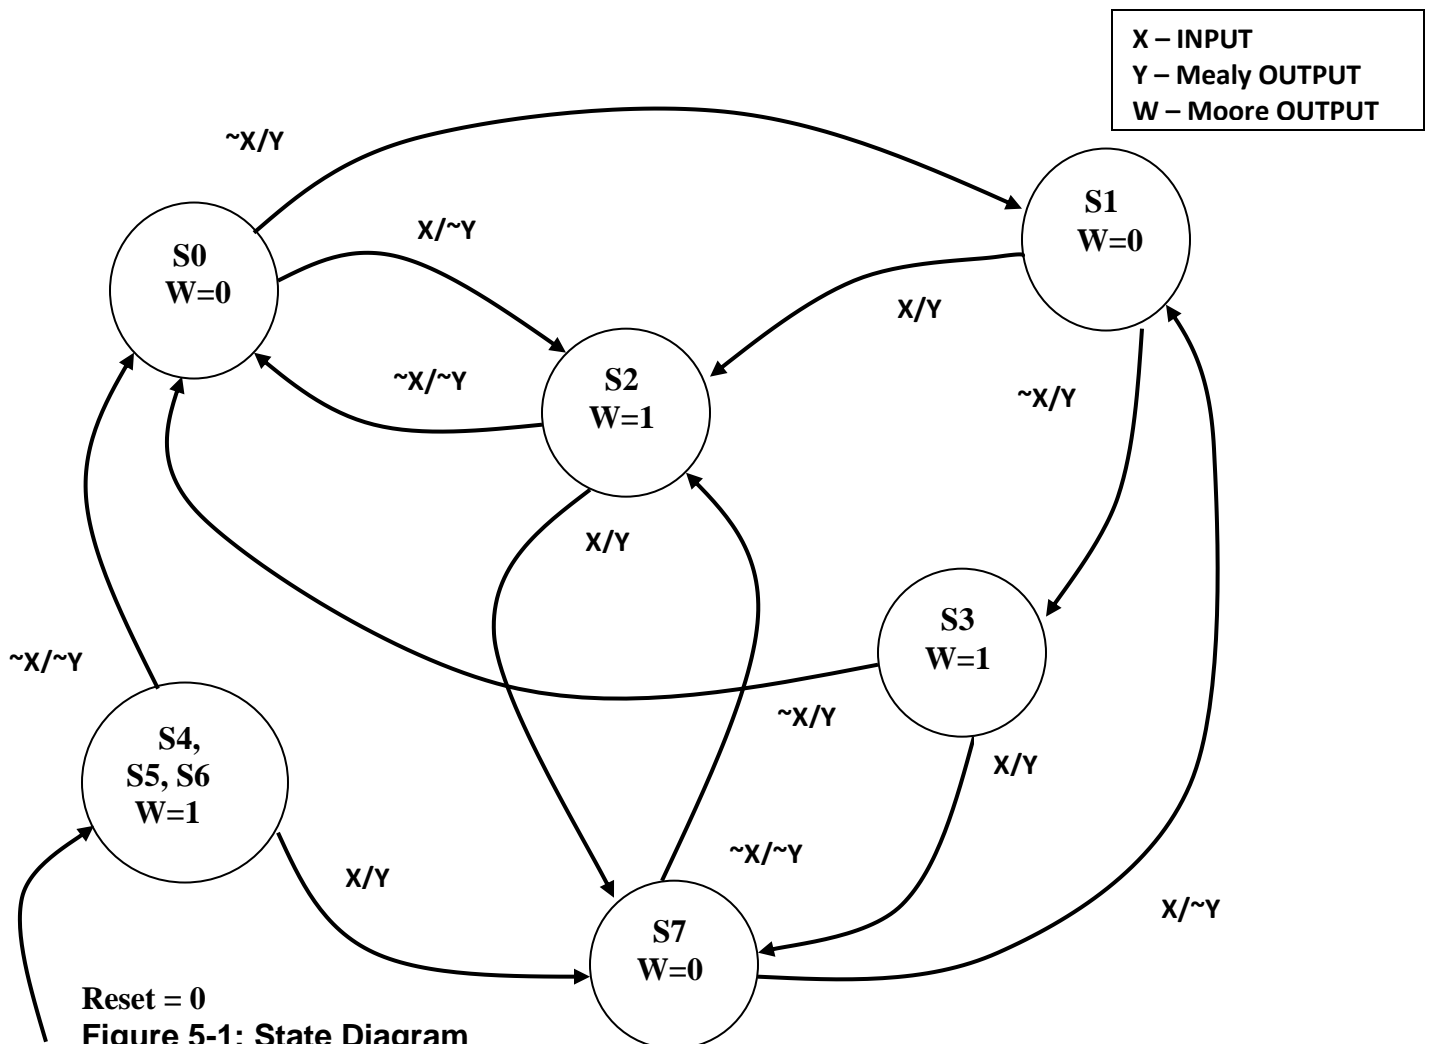 X – INPUT
Y – Mealy OUTPUT
W – Moore OUTPUT
~X/Y
S1
W=0
X/~Y
S0
W=0
X/Y
S2
W=1
~X/~Y
~X/Y
X/Y
S3
W=1
~X/~Y
~X/Y
S4,
S5, S6
W=1
X/Y
~X/~Y
X/Y
X/~Y
S7
W=0
Reset = 0
Figure 5-1: State Diagram